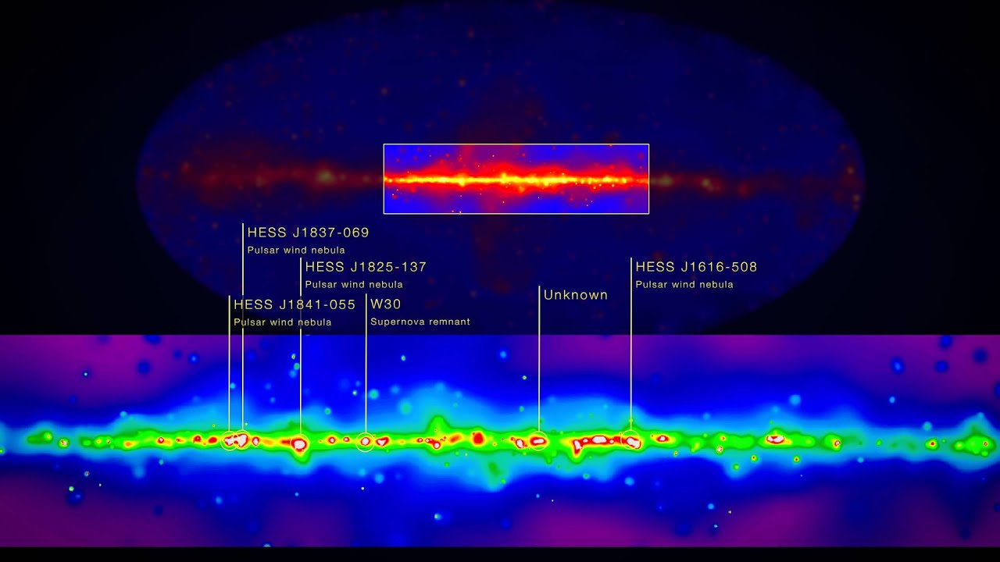 HESS J1837-069
Pulsar wind nebula
HESS J1825-137
Pulsar wind nebula
HESS J1616-508
Pulsar wind nebula
Unknown
HESS J1841-055
Pulsar wind nebula
W30
Supernova remnant